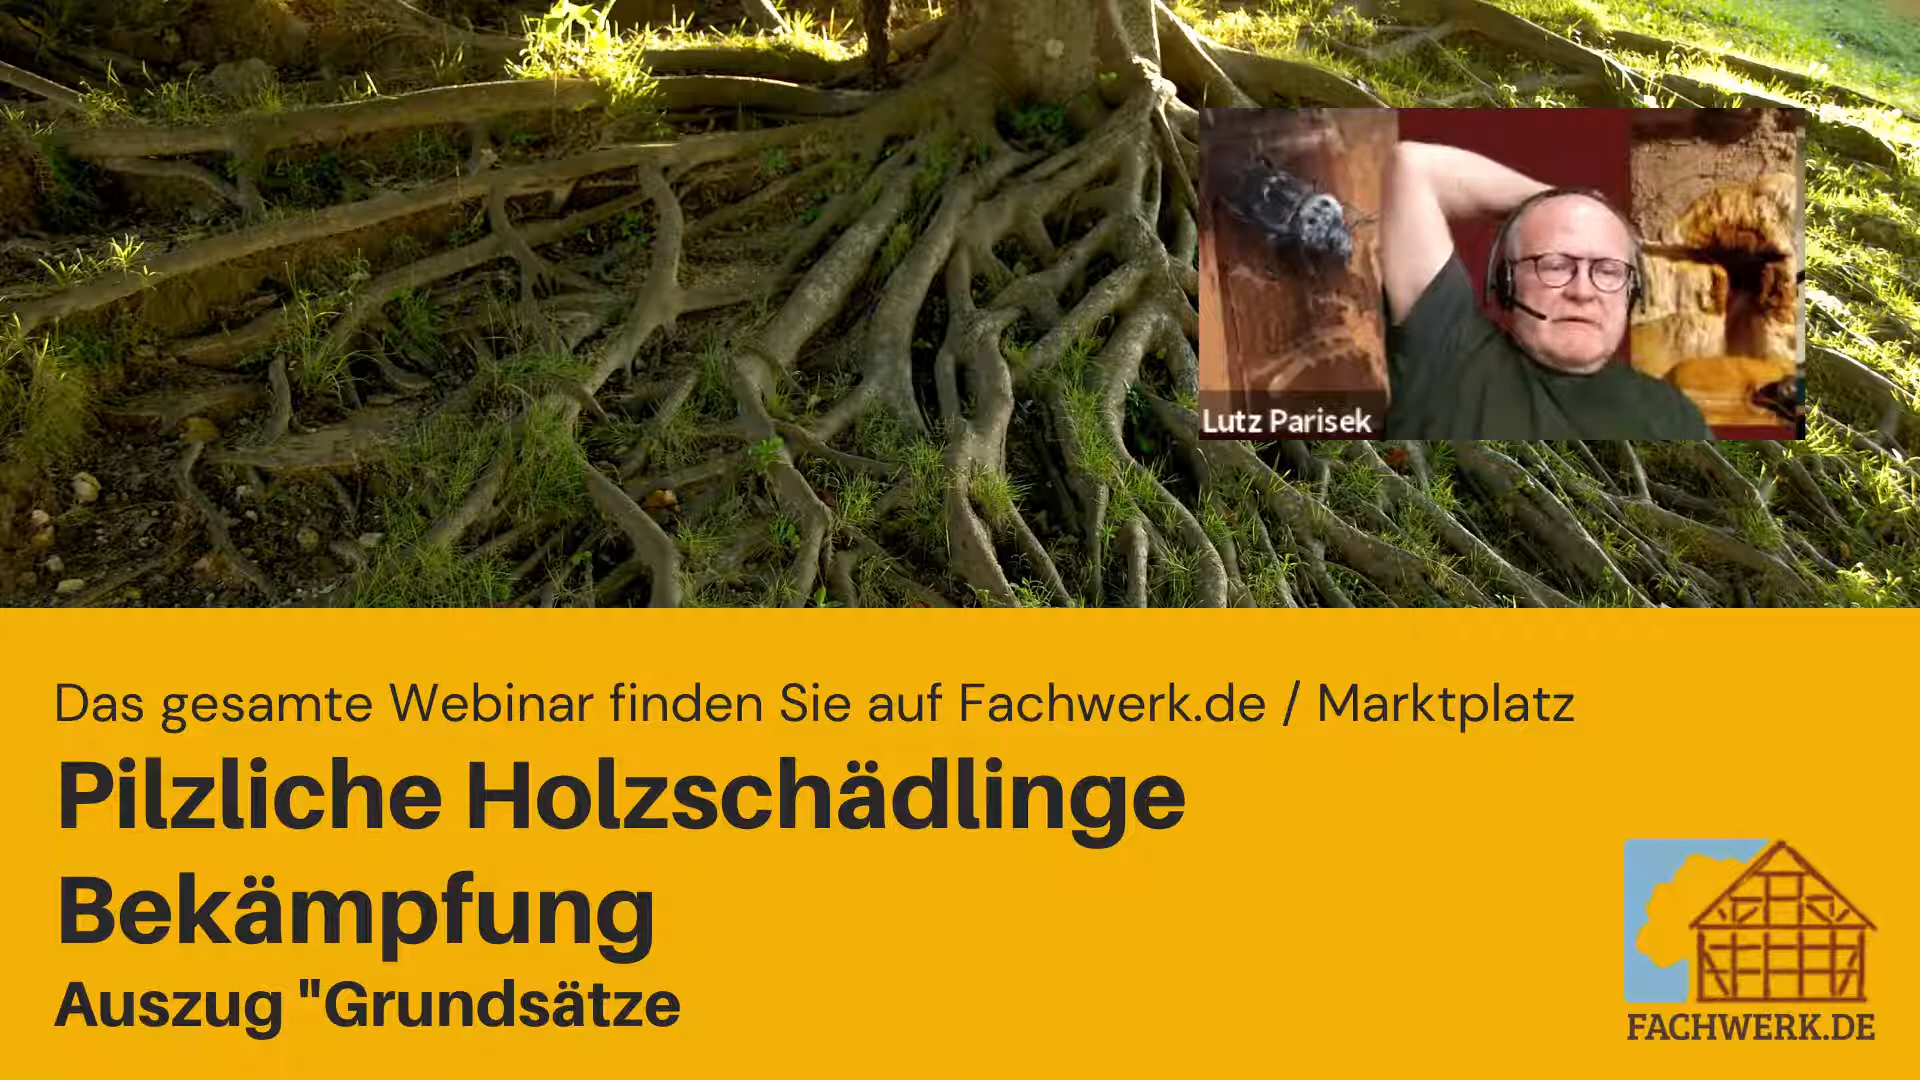 Lutz Parisek
Das gesamte Webinar finden Sie auf Fachwerk.de / Marktplatz
Pilzliche Holzschädlinge
Bekämpfung
Auszug "Grundsätze
FACHWERK.DE